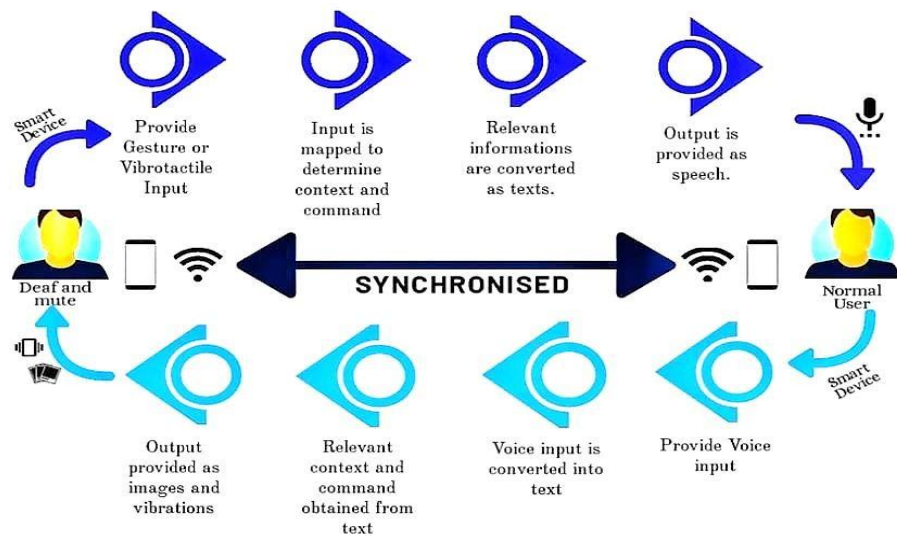 Smart Device
Provide
Gesture or
Vibrotactile
Input
Input is
mapped to
determine
context and
command
Relevant
informations
are converted
as texts.
Output is
provided as
speech.
Deaf and
mute
SYNCHRONISED
Normal
User
Smart Device
Output
provided as
images and
vibrations
Relevant
context and
command
obtained from
text
Voice input is
converted into
text
Provide Voice
input